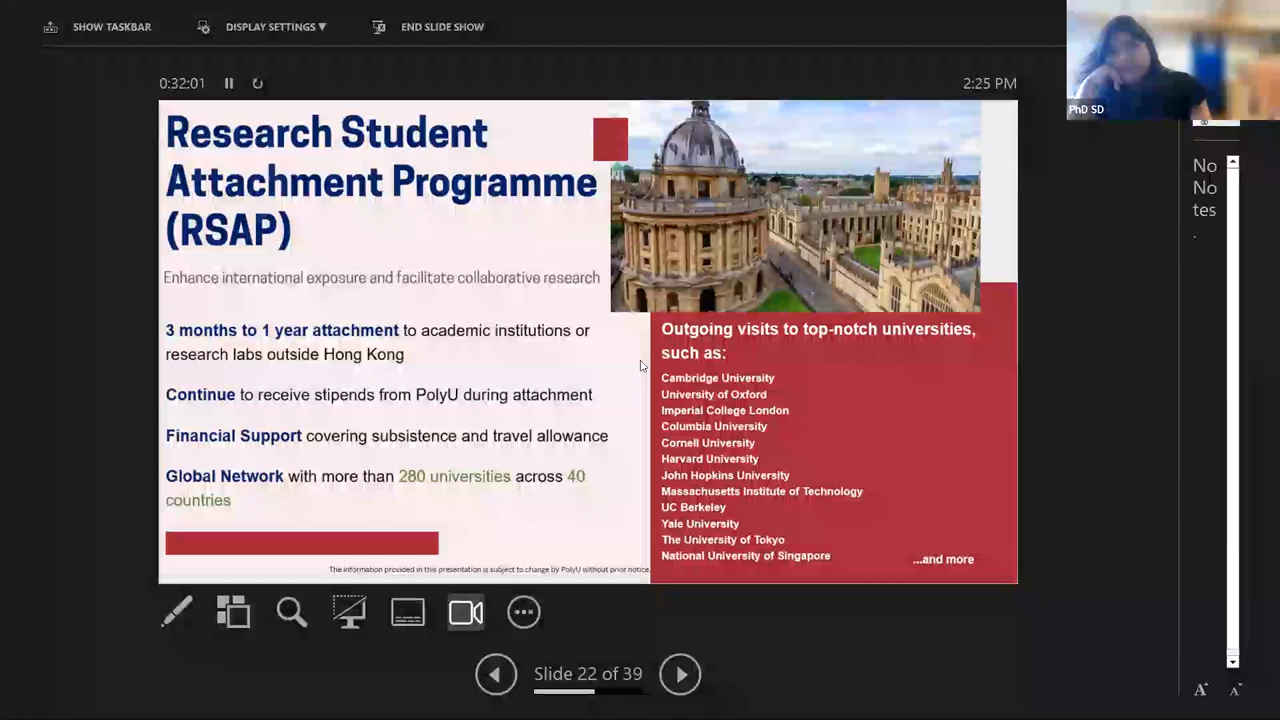 SHOW TASKBAR
DISPLAY SETTINGS ▼
END SLIDE SHOW
PhD SD
0:32:01
2:25 PM
Research Student
Attachment Programme
(RSAP)
Enhance international exposure and facilitate collaborative research
3 months to 1 year attachment to academic institutions or
research labs outside Hong Kong
Continue to receive stipends from PolyU during attachment
Financial Support covering subsistence and travel allowance
Global Network with more than 280 universities across 40
countries
The information provided in this presentation is subject to change by PolyU without prior notice.
Outgoing visits to top-notch universities,
such as:
Cambridge University
University of Oxford
Imperial College London
Columbia University
Cornell University
Harvard University
John Hopkins University
Massachusetts Institute of Technology
UC Berkeley
Yale University
The University of Tokyo
National University of Singapore
...and more
No
No
tes
.
Slide 22 of 39
A
A